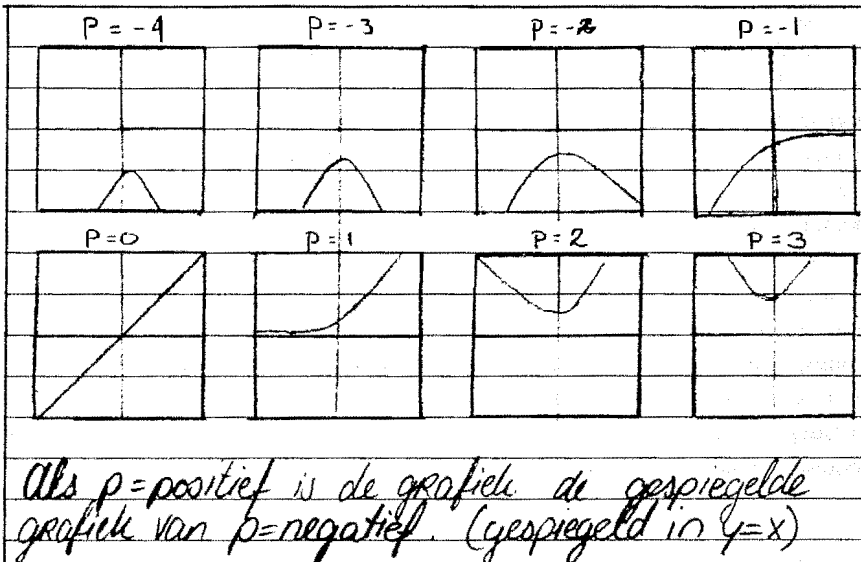 P = -4 P = -3 P = -2 P = -1
P=0 P=1 P=2 P=3
Als p=positief is de grafiek de gespiegelde
grafiek van p=negatief. (gespiegeld in y=x)